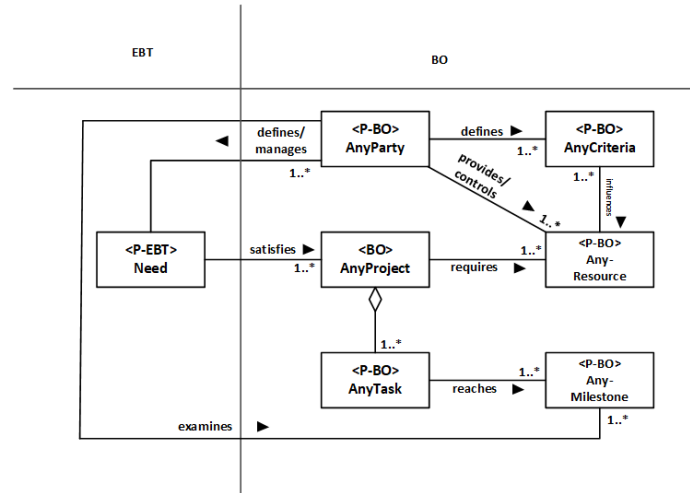 EBT
BO
<P-BO>
AnyParty
defines
1..*
<P-BO>
AnyCriteria
1..*
defines/
manages
1..*
provides/
controls
1..*
influences
<P-EBT>
Need
satisfies
1..*
<BO>
AnyProject
requires
1..*
<P-BO>
Any-
Resource
1..*
<P-BO>
AnyTask
reaches
1..*
<P-BO>
Any-
Milestone
1..*
examines